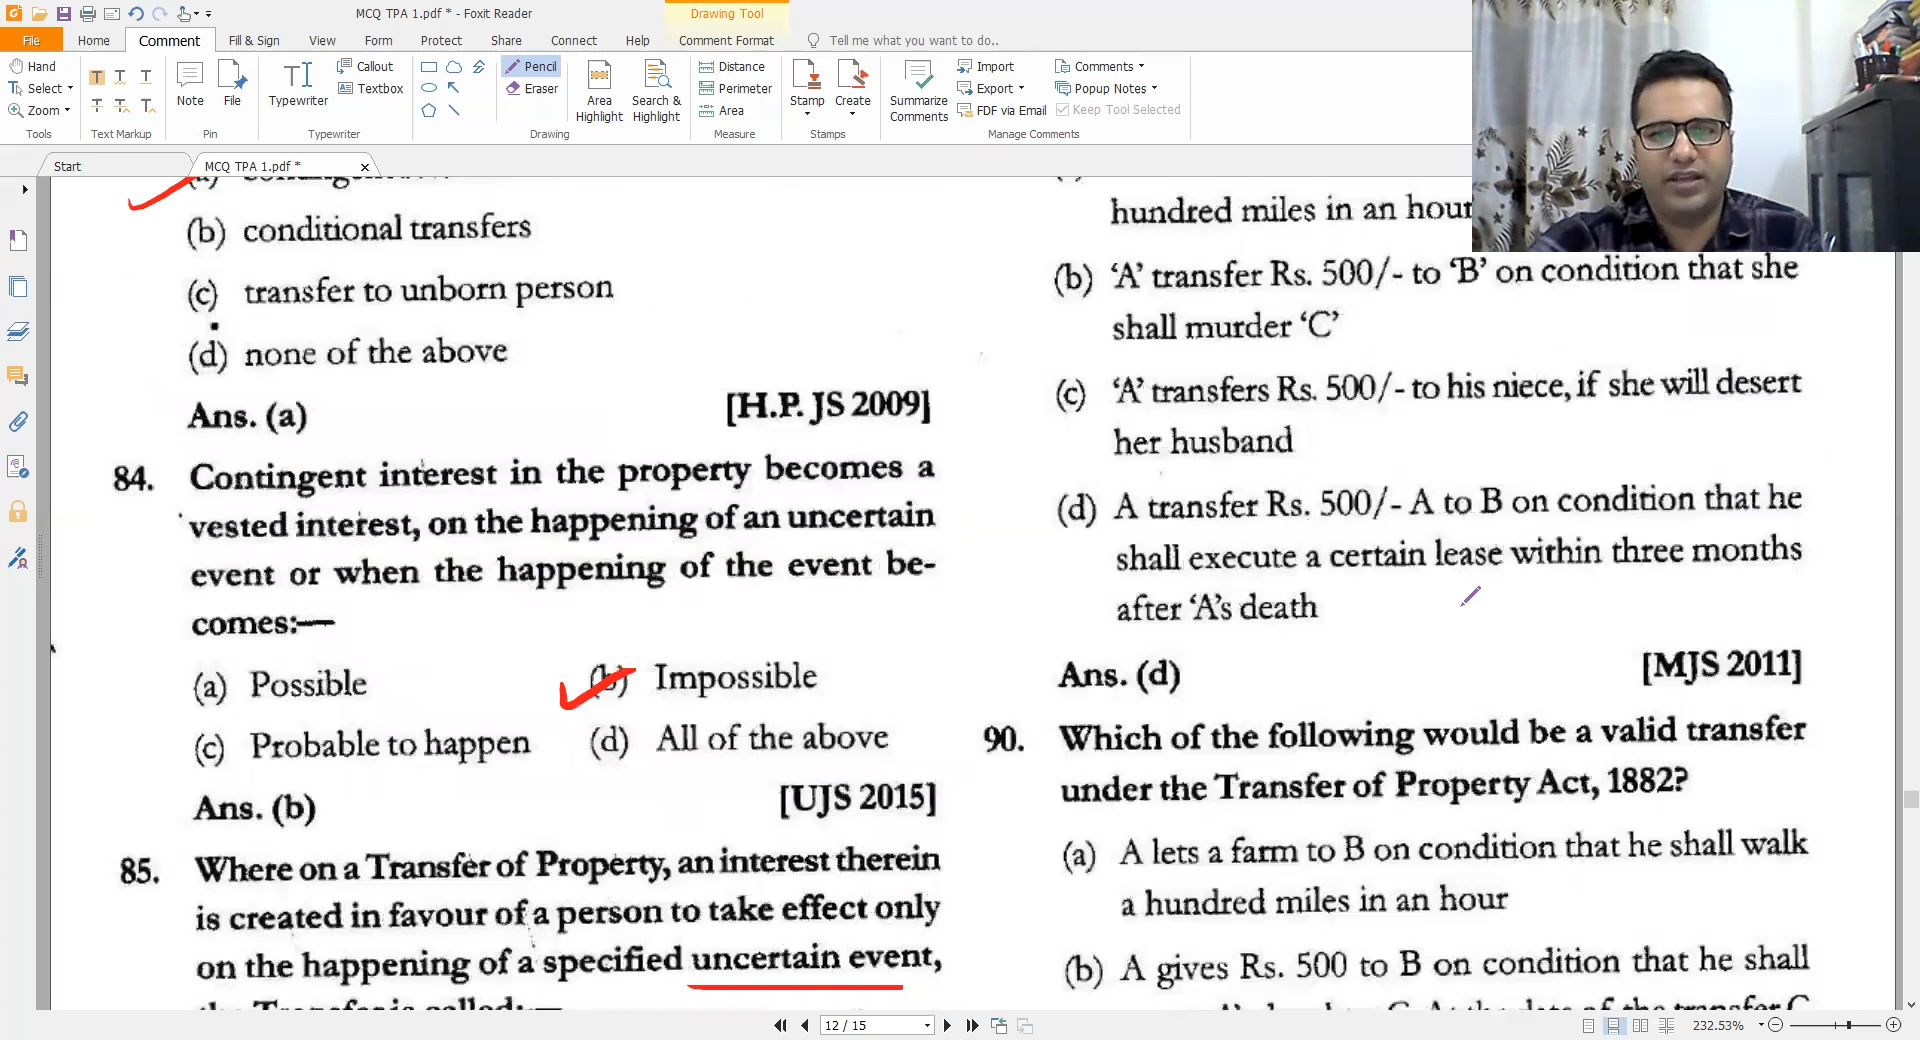 MCQ TPA 1.pdf * - Foxit Reader
Drawing Tool
File
Home
Comment
Fill & Sign
View
Form
Protect
Share
Connect
Help
Comment Format
Tell me what you want to do..
Hand
Select
Zoom
Tools
Text Markup
Note
File
Pin
Typewriter
Callout
Textbox
Typewriter
Pencil
Eraser
Area
Highlight
Search &
Highlight
Drawing
Distance
Perimeter
Area
Measure
Stamp
Create
Stamps
Summarize
Comments
Import
Export
FDF via Email
Comments
Popup Notes
Keep Tool Selected
Manage Comments
Start
MCQ TPA 1.pdf *
(b) conditional transfers
(c) transfer to unborn person
(d) none of the above
Ans. (a) [H.P. JS 2009]
84. Contingent interest in the property becomes a
vested interest, on the happening of an uncertain
event or when the happening of the event be-
comes:—
(a) Possible (b) Impossible
(c) Probable to happen (d) All of the above
Ans. (b) [UJS 2015]
85. Where on a Transfer of Property, an interest therein
is created in favour of a person to take effect only
on the happening of a specified uncertain event,
hundred miles in an hour
(b) ‘A’ transfer Rs. 500/- to ‘B’ on condition that she
shall murder ‘C’
(c) ‘A’ transfers Rs. 500/- to his niece, if she will desert
her husband
(d) A transfer Rs. 500/- A to B on condition that he
shall execute a certain lease within three months
after ‘A’s death
Ans. (d) [MJS 2011]
90. Which of the following would be a valid transfer
under the Transfer of Property Act, 1882?
(a) A lets a farm to B on condition that he shall walk
a hundred miles in an hour
(b) A gives Rs. 500 to B on condition that he shall
12 / 15
232.53%